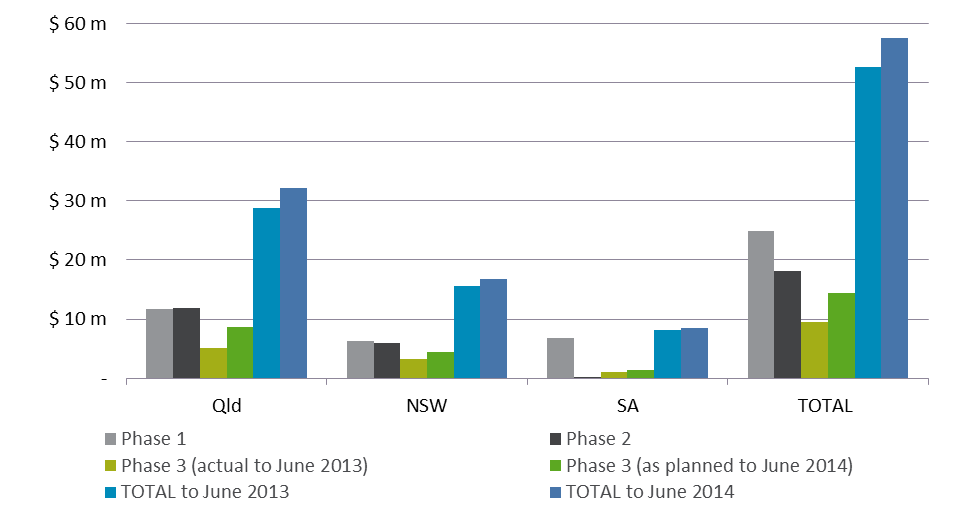 $ 60 m
$ 50 m
$ 40 m
$ 30 m
$ 20 m
$ 10 m
-
Qld NSW SA TOTAL
Phase 1 Phase 2
Phase 3 (actual to June 2013) Phase 3 (as planned to June 2014)
TOTAL to June 2013 TOTAL to June 2014